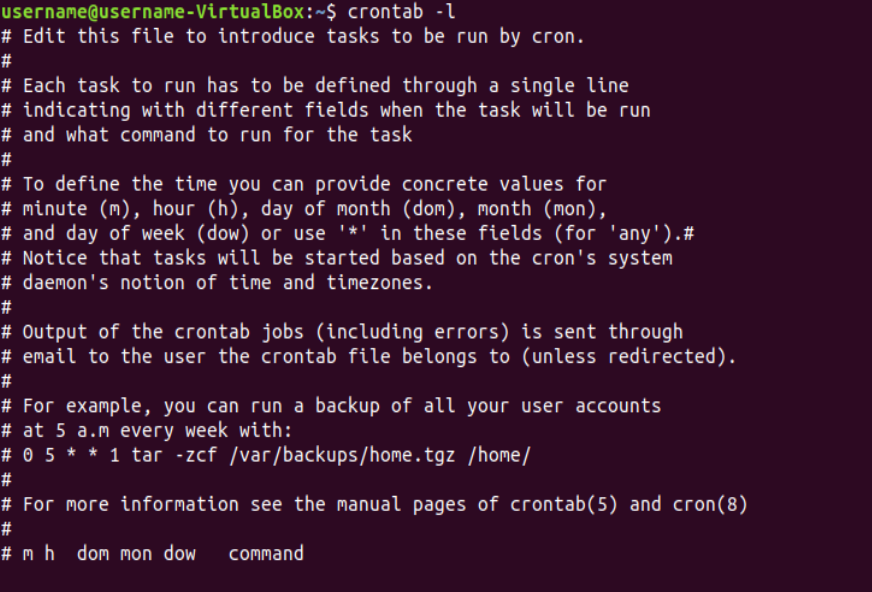 username@username-VirtualBox:~$ crontab -l
# Edit this file to introduce tasks to be run by cron.
#
# Each task to run has to be defined through a single line
# indicating with different fields when the task will be run
# and what command to run for the task
#
# To define the time you can provide concrete values for
# minute (m), hour (h), day of month (dom), month (mon),
# and day of week (dow) or use '*' in these fields (for 'any').#
# Notice that tasks will be started based on the cron's system
# daemon's notion of time and timezones.
#
# Output of the crontab jobs (including errors) is sent through
# email to the user the crontab file belongs to (unless redirected).
#
# For example, you can run a backup of all your user accounts
# at 5 a.m every week with:
# 0 5 * * 1 tar -zcf /var/backups/home.tgz /home/
#
# For more information see the manual pages of crontab(5) and cron(8)
#
# m h  dom mon dow   command